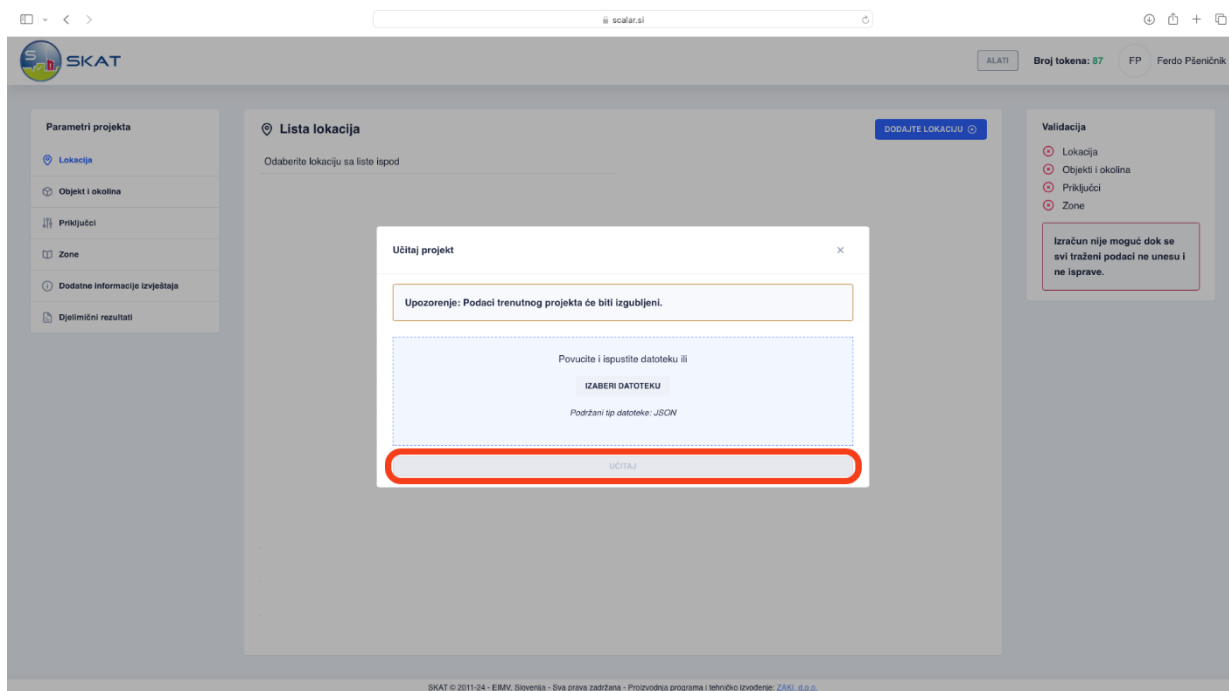 scalar.si
SKAT
ALATI
Broj tokena: 87
FP
Ferdo Pšeničnik
Parametri projekta
Lokacija
Objekt i okolina
Priključci
Zone
Dodatne informacije izvještaja
Djelimični rezultati
Lista lokacija
DODAJTE LOKACIJU
Odaberite lokaciju sa liste ispod
Učitaj projekt
Upozorenje: Podaci trenutnog projekta će biti izgubljeni.
Povucite i ispustite datoteku ili
IZABERI DATOTEKU
Podržani tip datoteke: JSON
UČITAJ
Validacija
Lokacija
Objekti i okolina
Priključci
Zone
Izračun nije moguć dok se
svi traženi podaci ne unesu i
ne isprave.
SKAT © 2011-24 - EIMV, Slovenija - Sva prava zadržana - Proizvodnja programa i tehničko izvođenje: ZAKI, d.o.o.